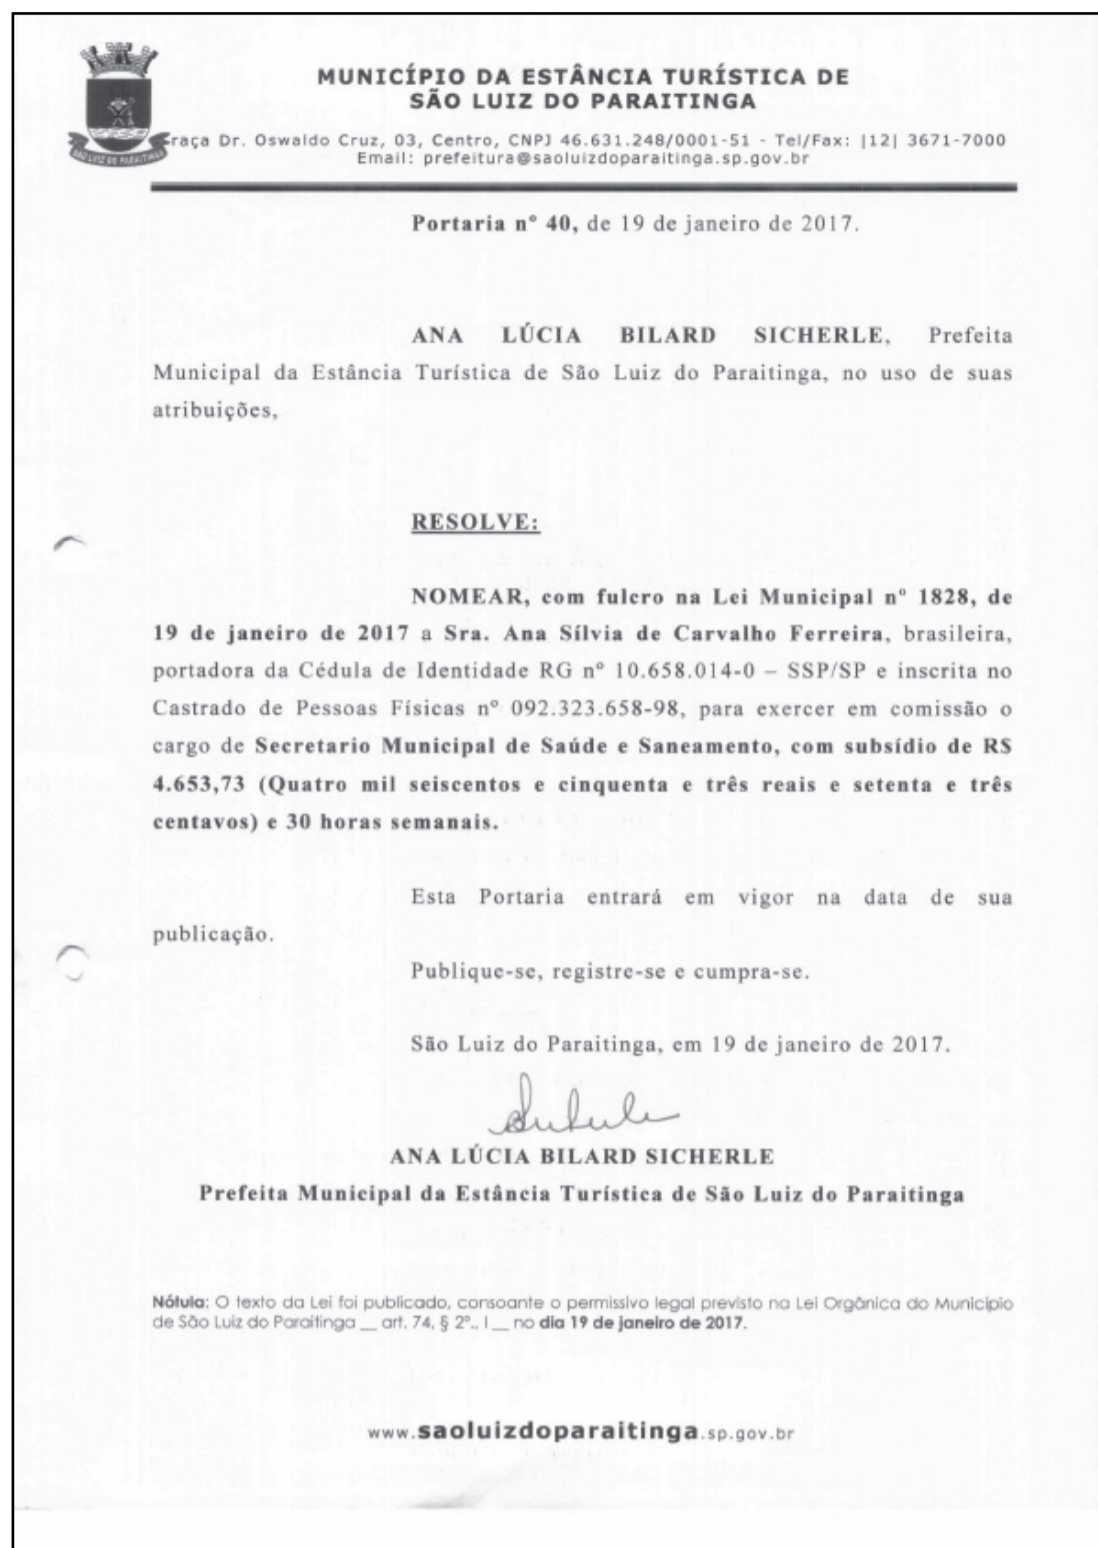 MUNICÍPIO DA ESTÂNCIA TURÍSTICA DE
SÃO LUIZ DO PARAITINGA
raça Dr. Oswaldo Cruz, 03, Centro, CNPJ 46.631.248/0001-51 - Tel/Fax: |12| 3671-7000
Email: prefeitura@saoluizdoparaitinga.sp.gov.br
SÃO LUIZ DO PARAITINGA
Portaria nº 40, de 19 de janeiro de 2017.
ANA LÚCIA BILARD SICHERLE, Prefeita
Municipal da Estância Turística de São Luiz do Paraitinga, no uso de suas
atribuições,
RESOLVE:
NOMEAR, com fulcro na Lei Municipal nº 1828, de
19 de janeiro de 2017 a Sra. Ana Sílvia de Carvalho Ferreira, brasileira,
portadora da Cédula de Identidade RG nº 10.658.014-0 – SSP/SP e inscrita no
Castrado de Pessoas Físicas nº 092.323.658-98, para exercer em comissão o
cargo de Secretario Municipal de Saúde e Saneamento, com subsídio de R$
4.653,73 (Quatro mil seiscentos e cinquenta e três reais e setenta e três
centavos) e 30 horas semanais.
Esta Portaria entrará em vigor na data de sua
publicação.
Publique-se, registre-se e cumpra-se.
São Luiz do Paraitinga, em 19 de janeiro de 2017.
ANA LÚCIA BILARD SICHERLE
Prefeita Municipal da Estância Turística de São Luiz do Paraitinga
Nótula: O texto da Lei foi publicado, consoante o permissivo legal previsto na Lei Orgânica do Município
de São Luiz do Paraitinga __ art. 74, § 2º., I __ no dia 19 de janeiro de 2017.
www.saoluizdoparaitinga.sp.gov.br